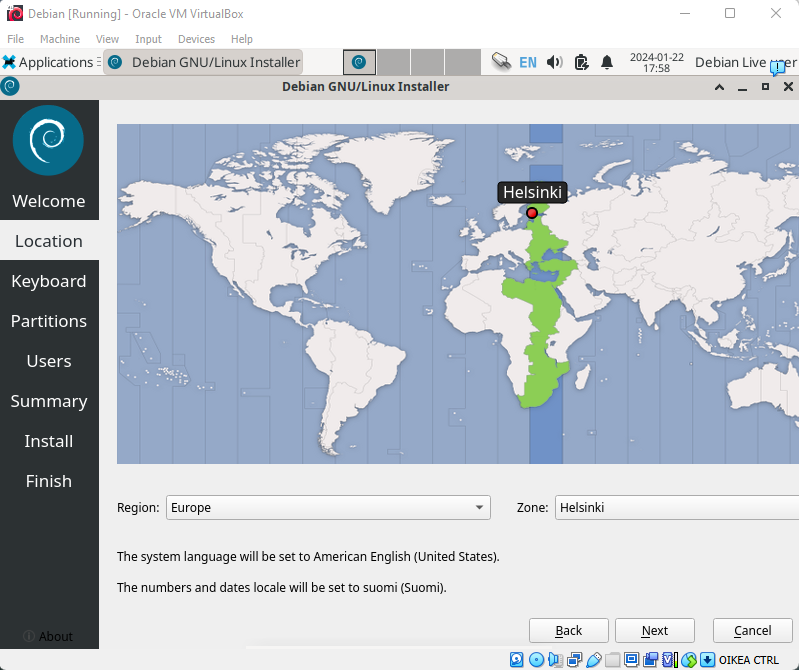 Debian [Running] - Oracle VM VirtualBox
File Machine View Input Devices Help
Applications Debian GNU/Linux Installer EN 2024-01-22 17:58 Debian Live
Debian GNU/Linux Installer
Welcome
Location
Keyboard
Partitions
Users
Summary
Install
Finish
About
Helsinki
Region: Europe Zone: Helsinki
The system language will be set to American English (United States).
The numbers and dates locale will be set to suomi (Suomi).
Back Next Cancel
OIKEA CTRL